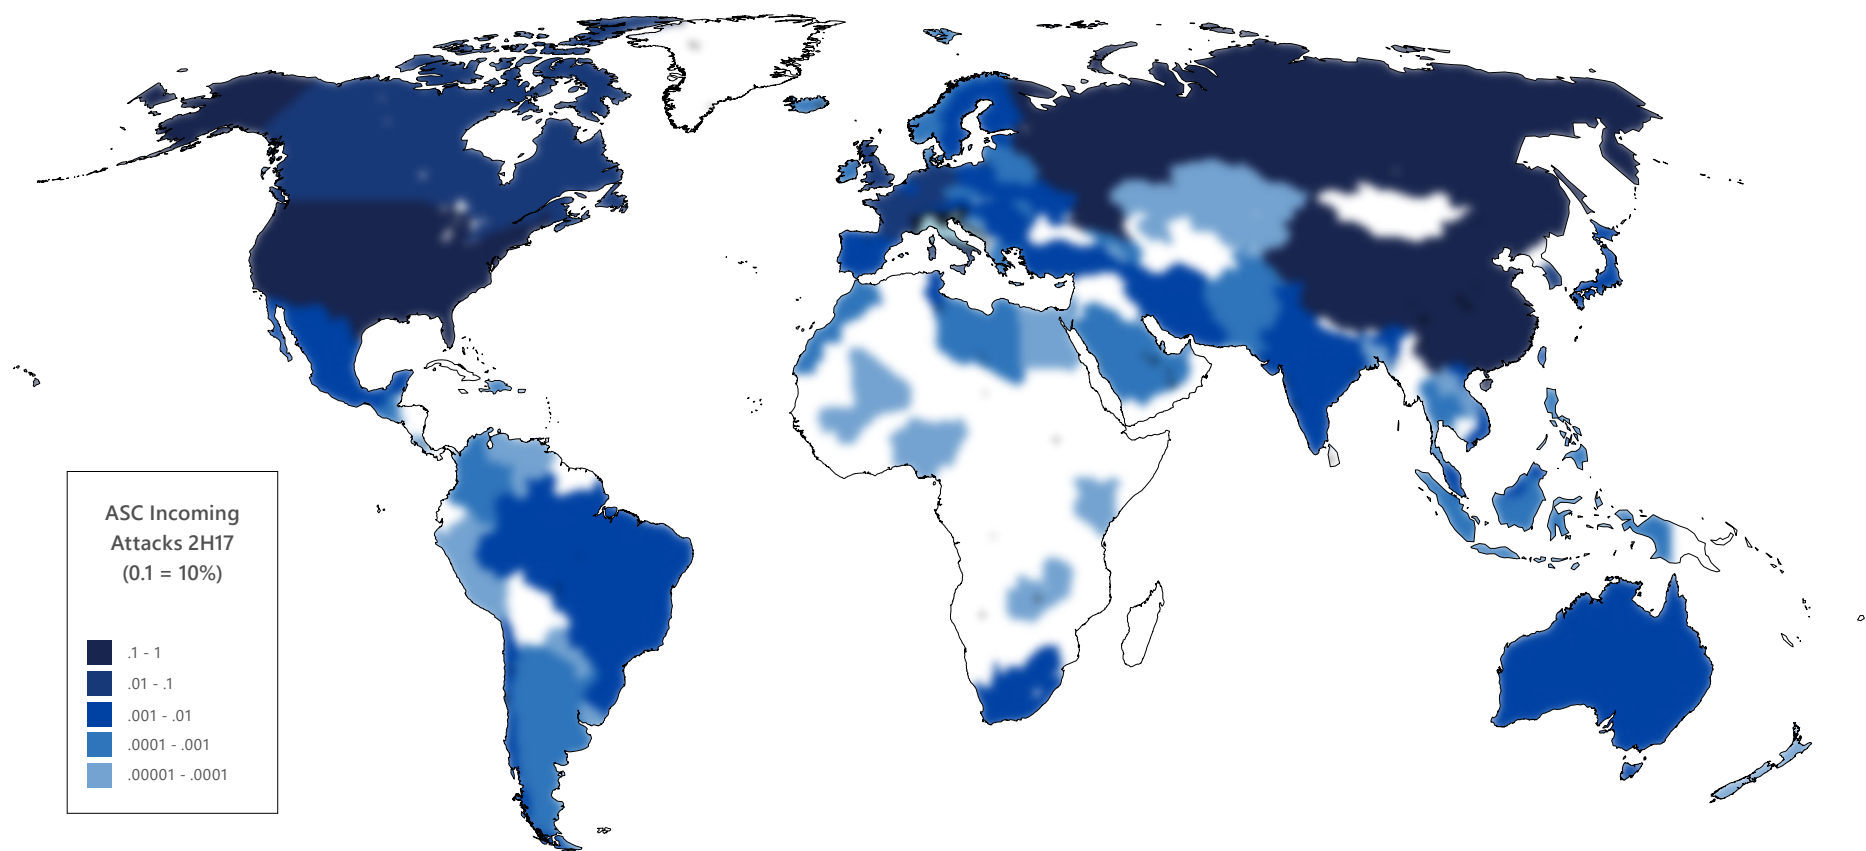 ASC Incoming
Attacks 2H17
(0.1 = 10%)
.1 - 1
.01 - .1
.001 - .01
.0001 - .001
.00001 - .0001